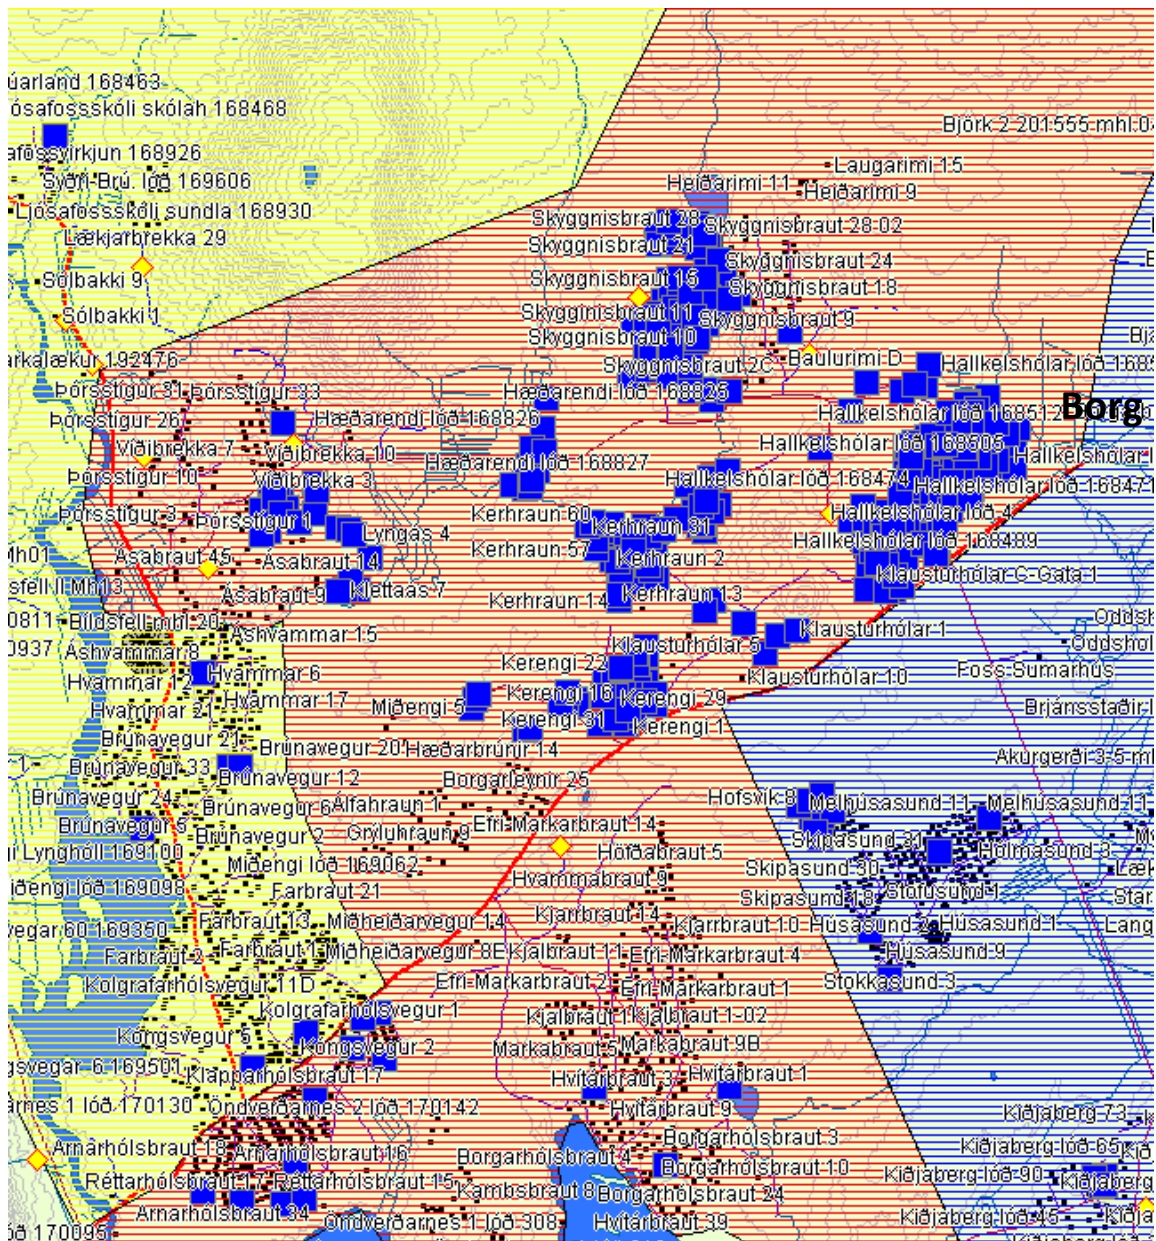 168463
ósafossskóli skólah 168468
afossvirkjun 168926
Syðri-Brú. lóð 169606
Ljósafossskóli sundla 168930
Lækjarbrekka 29
Sólbakki 9
Sólbakki 1
arkalækur 192476
Björk 2 201555 mhl.04
Laugarimi 15
Heiðarimi 11
Heiðarimi 9
Skyggnisbraut 28
Skyggnisbraut 28-02
Skyggnisbraut 21
Skyggnisbraut 24
Skyggnisbraut 15
Skyggnisbraut 18
Skygginisbraut 11
Skyggnisbraut 9
Skyggnisbraut 10
Skyggnisbraut 2C
Baulurimi D
Hallkelshólar lóð 1685
Þórsstígur 31
Þórsstígur 33
Hæðarendi lóð 168825
Borg
Þórsstígur 26
Hæðarendi lóð 168826
Hallkelshólar lóð 168512
Víðibrekka 7
Víðibrekka 10
Hæðarendi lóð 168827
Hallkelshólar lóð 168505
Hallkelshólar l
Þórsstígur 10
Víðibrekka 3
Hallkelshólar lóð 168474
Hallkelshólar lóð 168471
Þórsstígur 3
Þórsstígur 1
Lyngás 4
Kerhraun 60
Kerhraun 31
Hallkelshólar lóð 4
Hallkelshólar lóð 168489
Mh01
Ásabraut 45
Ásabraut 14
Kerhraun 57
Kerhraun 2
Klausturhólar C-Gata 1
sfell II Mh13
Ásabraut 9
Klettaás 7
Kerhraun 14
Kerhraun 13
0811
Bíldsfell mhl. 20
Áshvammar 15
Klausturhólar 1
Oddsh
0937
Áshvammar 8
Klausturhólar 5
Oddshol
Hvammar 6
Kerengi 22
Klausturhólar 10
Foss-Sumarhús
Hvammar 17
Kerengi 16
Kerengi 29
Hvammar 21
Miðengi 5
Kerengi 31
Kerengi 1
Brjánsstaðir l
Brúnavegur 21
Brúnavegur 20
Hæðarbrúnir 14
Akurgerði 3-5 mh
Brúnavegur 33
Brúnavegur 12
Borgarleynir 25
Brúnavegur 24
Brúnavegur 6
Álfahraun 1
Hofsvík 8
Melhúsasund 11
Melhúsasund 11
Brúnavegur 5
Brúnavegur 2
Grýluhraun 9
Efri-Markarbraut 14
Skipasund 31
Hólmasund 3
Lynghóll 169100
Miðengi lóð 169062
Höfðabraut 5
Skipasund 30
iðengi lóð 169098
Farbraut 21
Hvammabraut 9
Skipasund 18
Stofusund 1
vegar 60 169350
Farbraut 13
Miðheiðarvegur 14
Kjarrbraut 14
Kjarrbraut 10
Húsasund 1
Farbraut 2
Farbraut 1
Miðheiðarvegur 8E
Kjalbraut 11
Efri-Markarbraut 4
Húsasund 9
Kolgrafarhólsvegur 11D
Efri-Markarbraut 2
Efri-Markarbraut 1
Stokkasund 3
Kolgrafarhólsvegur 1
Kjalbraut 1
Kjalbraut 1-02
Kóngsvegur 5
Kóngsvegur 2
Markabraut 5
Markabraut 9B
gsvegar 6 169501
Klapparhólsbraut 17
Hvítárbraut 3
Hvítárbraut 1
arnes 1 lóð 170130
Öndverðarnes 2 lóð 170142
Hvítárbraut 9
Kiðjaberg 73
Arnarhólsbraut 18
Arnarhólsbraut 16
Borgarhólsbraut 4
Borgarhólsbraut 3
Kiðjaberg lóð 65
Réttarhólsbraut 17
Réttarhólsbraut 15
Kambsbraut 8
Borgarhólsbraut 10
Kiðjaberg lóð 90
Kiðjaberg
Arnarhólsbraut 34
Borgarhólsbraut 24
Kiðjaberg lóð 45
óð 170095
Öndverðarnes 1 lóð 308
Hvítárbraut 39